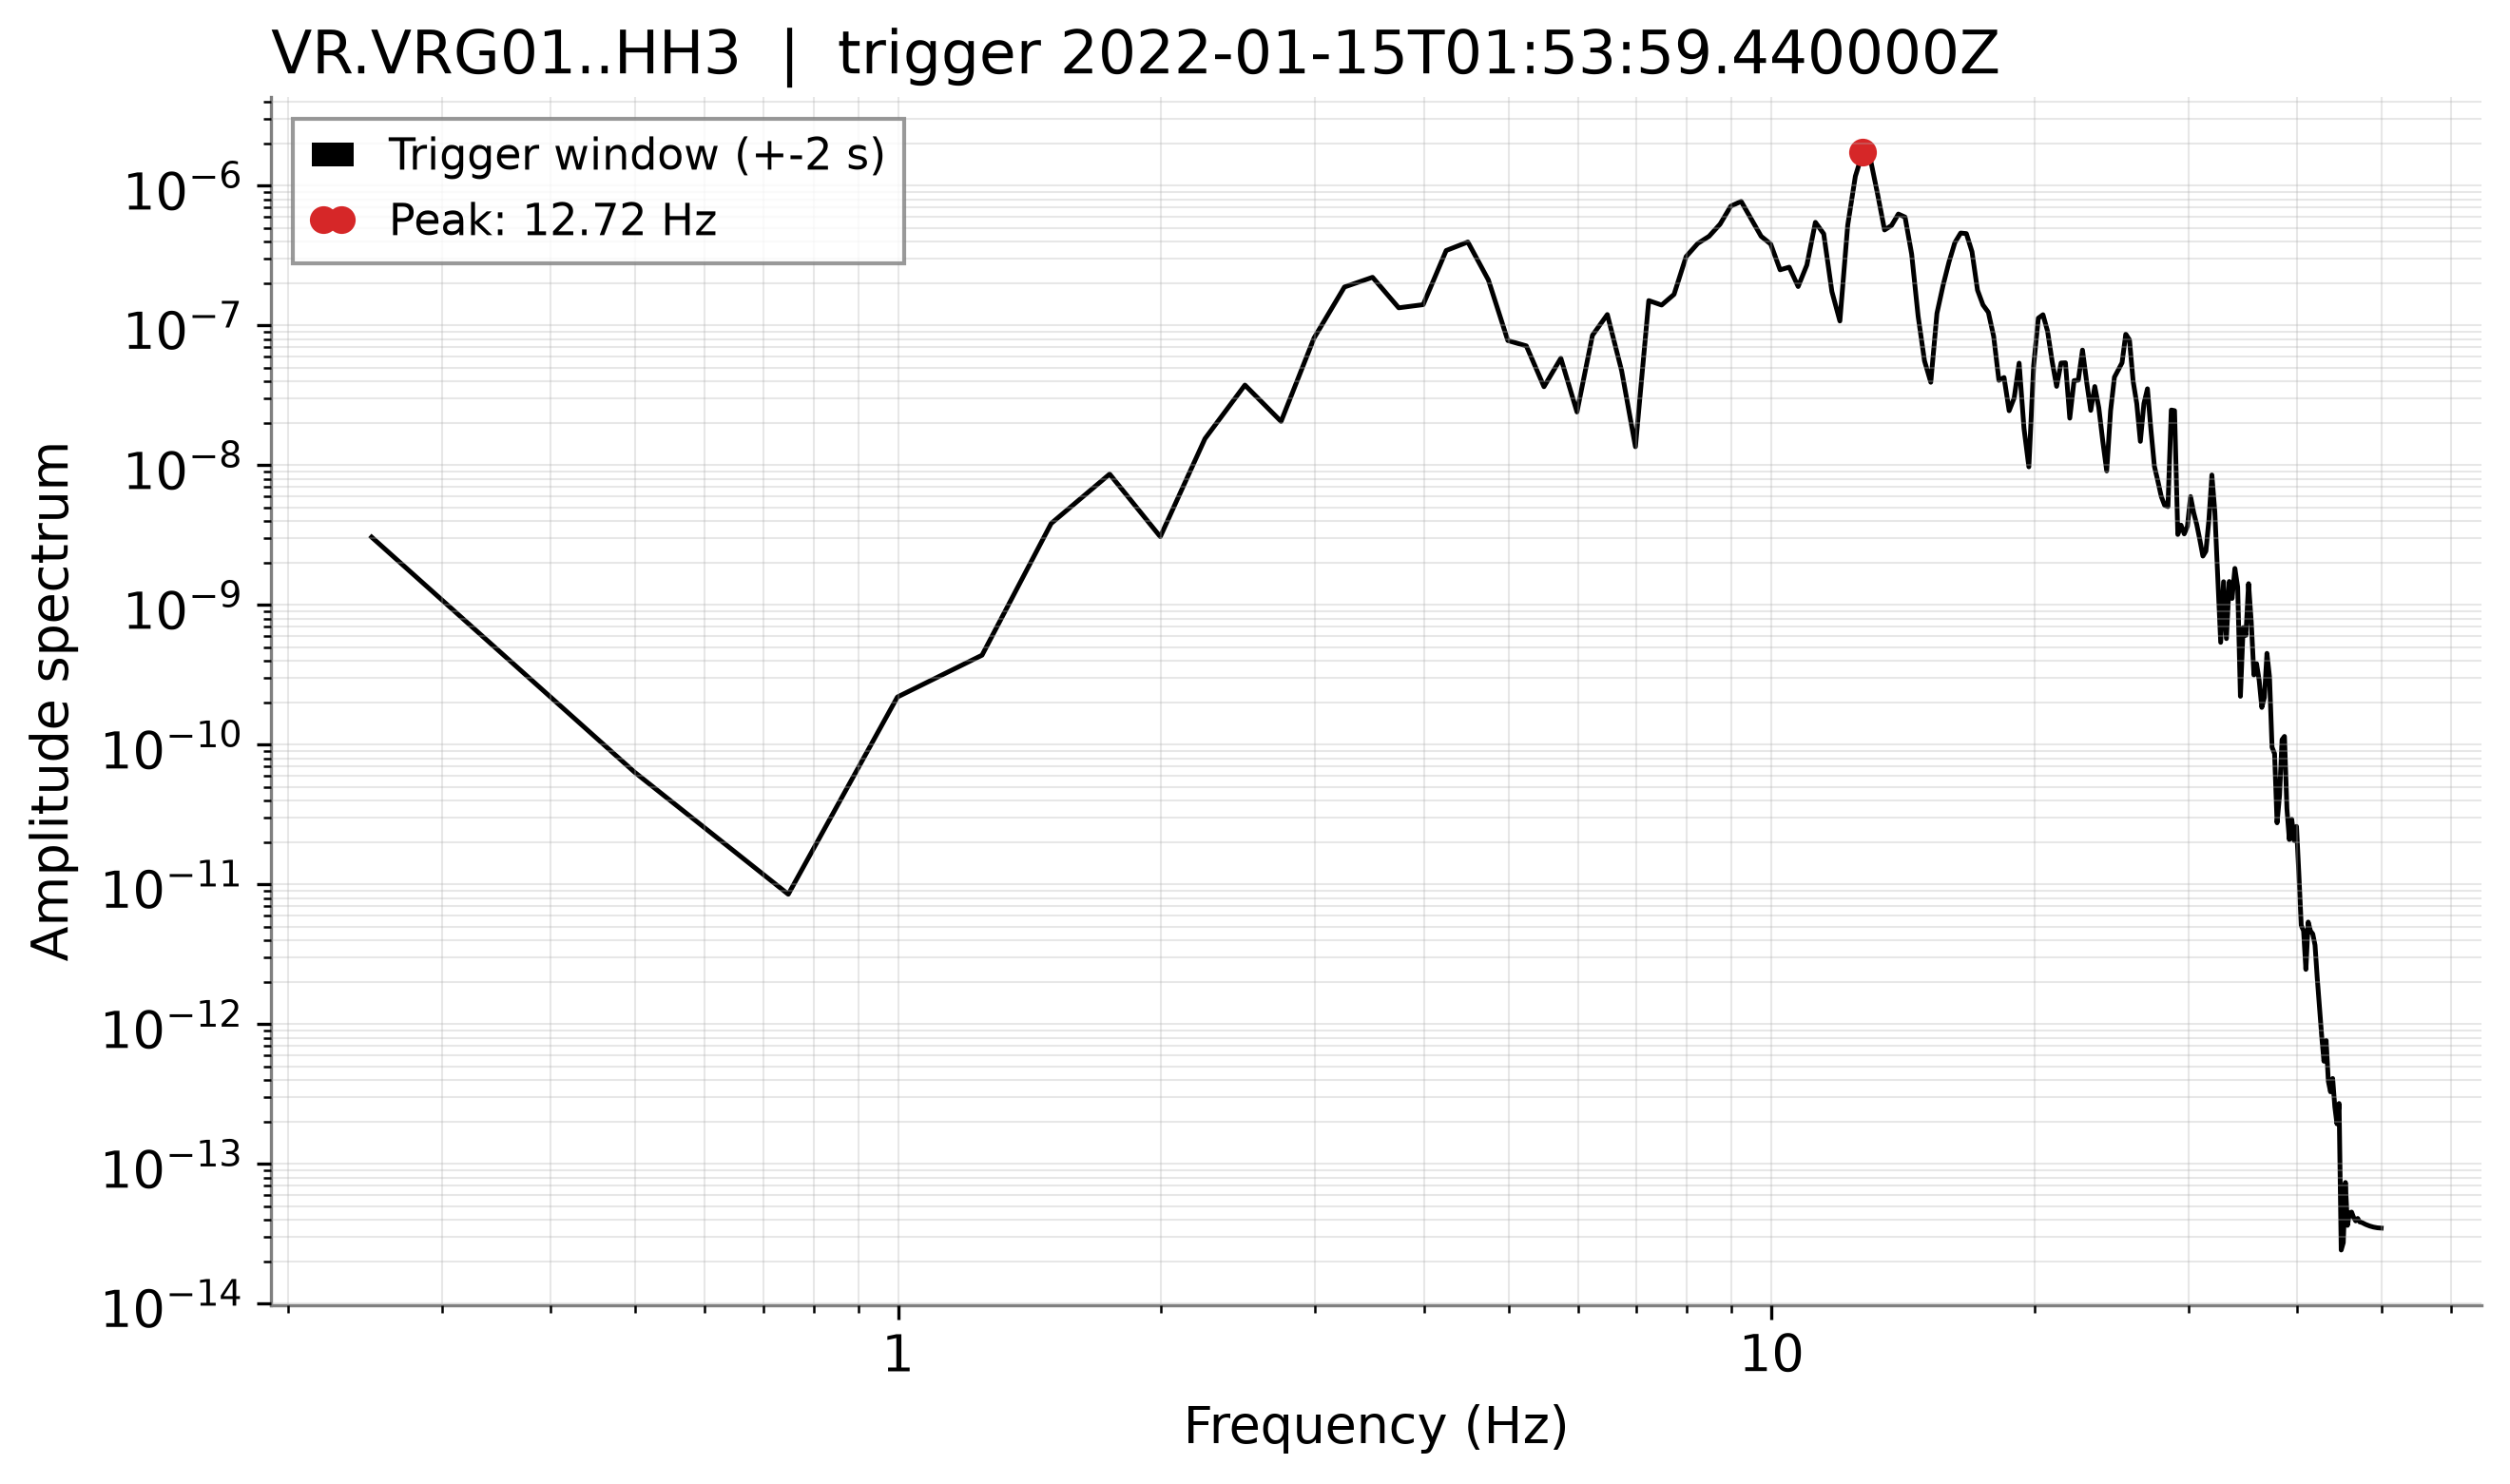 VR.VRG01..HH3 | trigger 2022-01-15T01:53:59.440000Z
Trigger window (+-2 s)
Peak: 12.72 Hz
Amplitude spectrum
10⁻⁶
10⁻⁷
10⁻⁸
10⁻⁹
10⁻¹⁰
10⁻¹¹
10⁻¹²
10⁻¹³
10⁻¹⁴
1 10
Frequency (Hz)